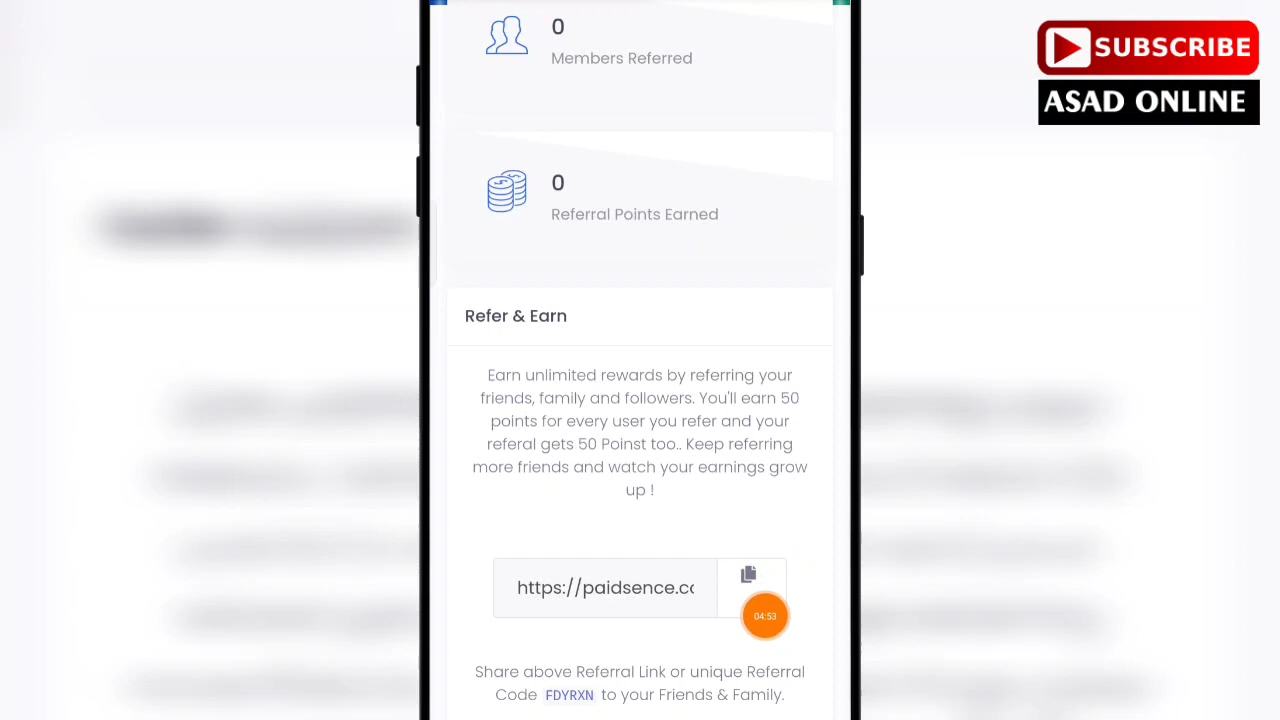 0
Members Referred
0
Referral Points Earned
Refer & Earn
Earn unlimited rewards by referring your
friends, family and followers. You'll earn 50
points for every user you refer and your
referal gets 50 Poinst too.. Keep referring
more friends and watch your earnings grow
up !
https://paidsence.co
04:53
Share above Referral Link or unique Referral
Code FDYRXN to your Friends & Family.
SUBSCRIBE
ASAD ONLINE